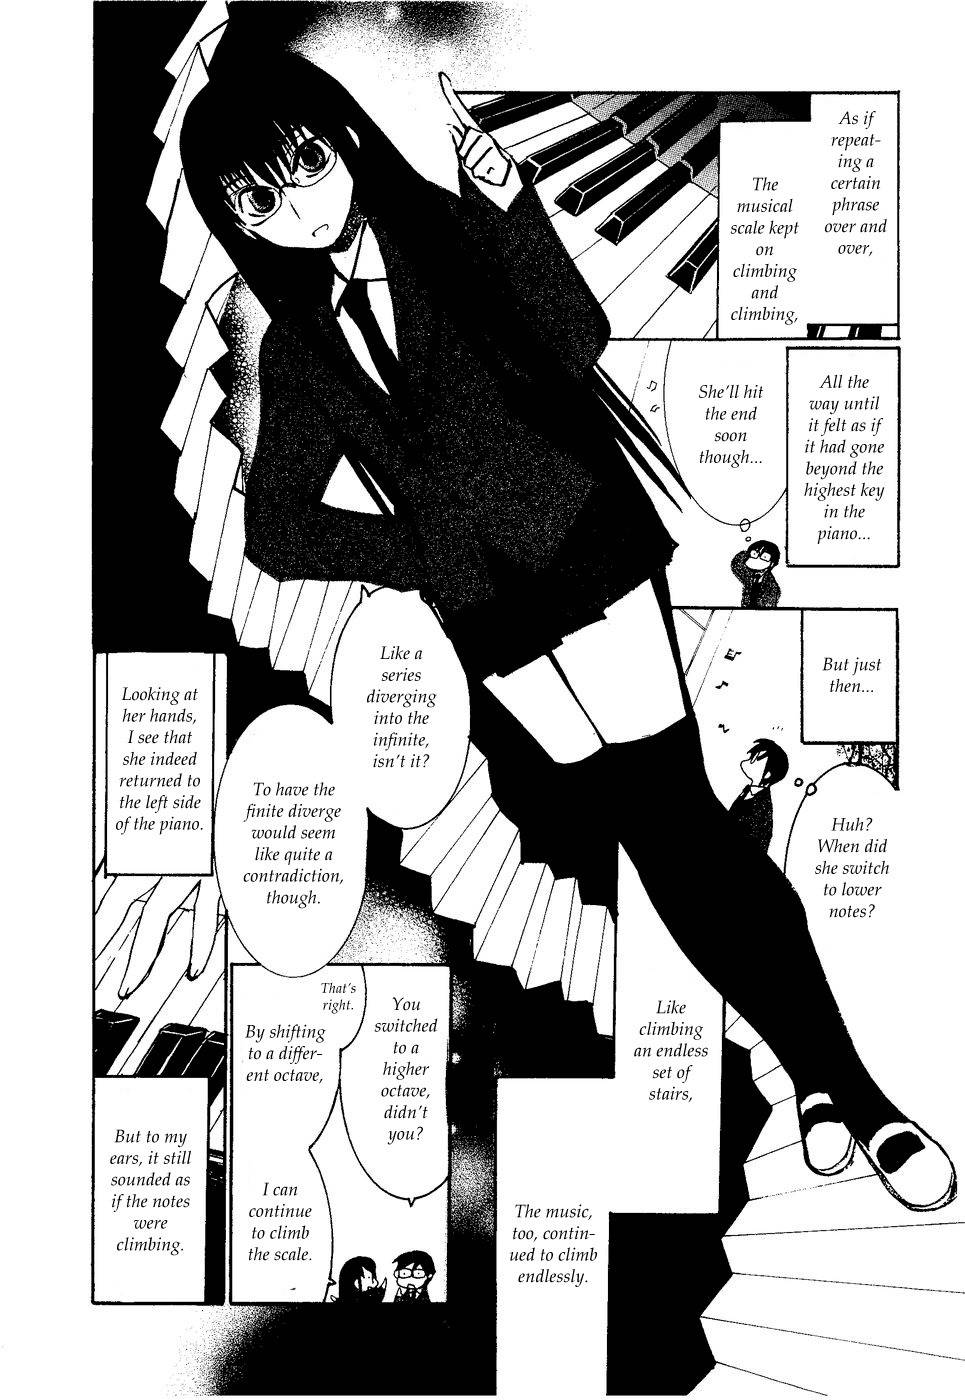 As if
repeat-
ing a
certain
phrase
over and
over,
The
musical
scale kept
on
climbing
and
climbing,
All the
way until
it felt as if
it had gone
beyond the
highest key
in the
piano...
She'll hit
the end
soon
though...
But just
then...
Huh?
When did
she switch
to lower
notes?
Like
climbing
an endless
set of
stairs,
The music,
too, contin-
ued to climb
endlessly.
Like a
series
diverging
into the
infinite,
isn't it?
To have the
finite diverge
would seem
like quite a
contradiction,
though.
Looking at
her hands,
I see that
she indeed
returned to
the left side
of the piano.
You
switched
to a
higher
octave,
didn't
you?
That's
right.
By shifting
to a differ-
ent octave,
I can
continue
to climb
the scale.
But to my
ears, it still
sounded as
if the notes
were
climbing.